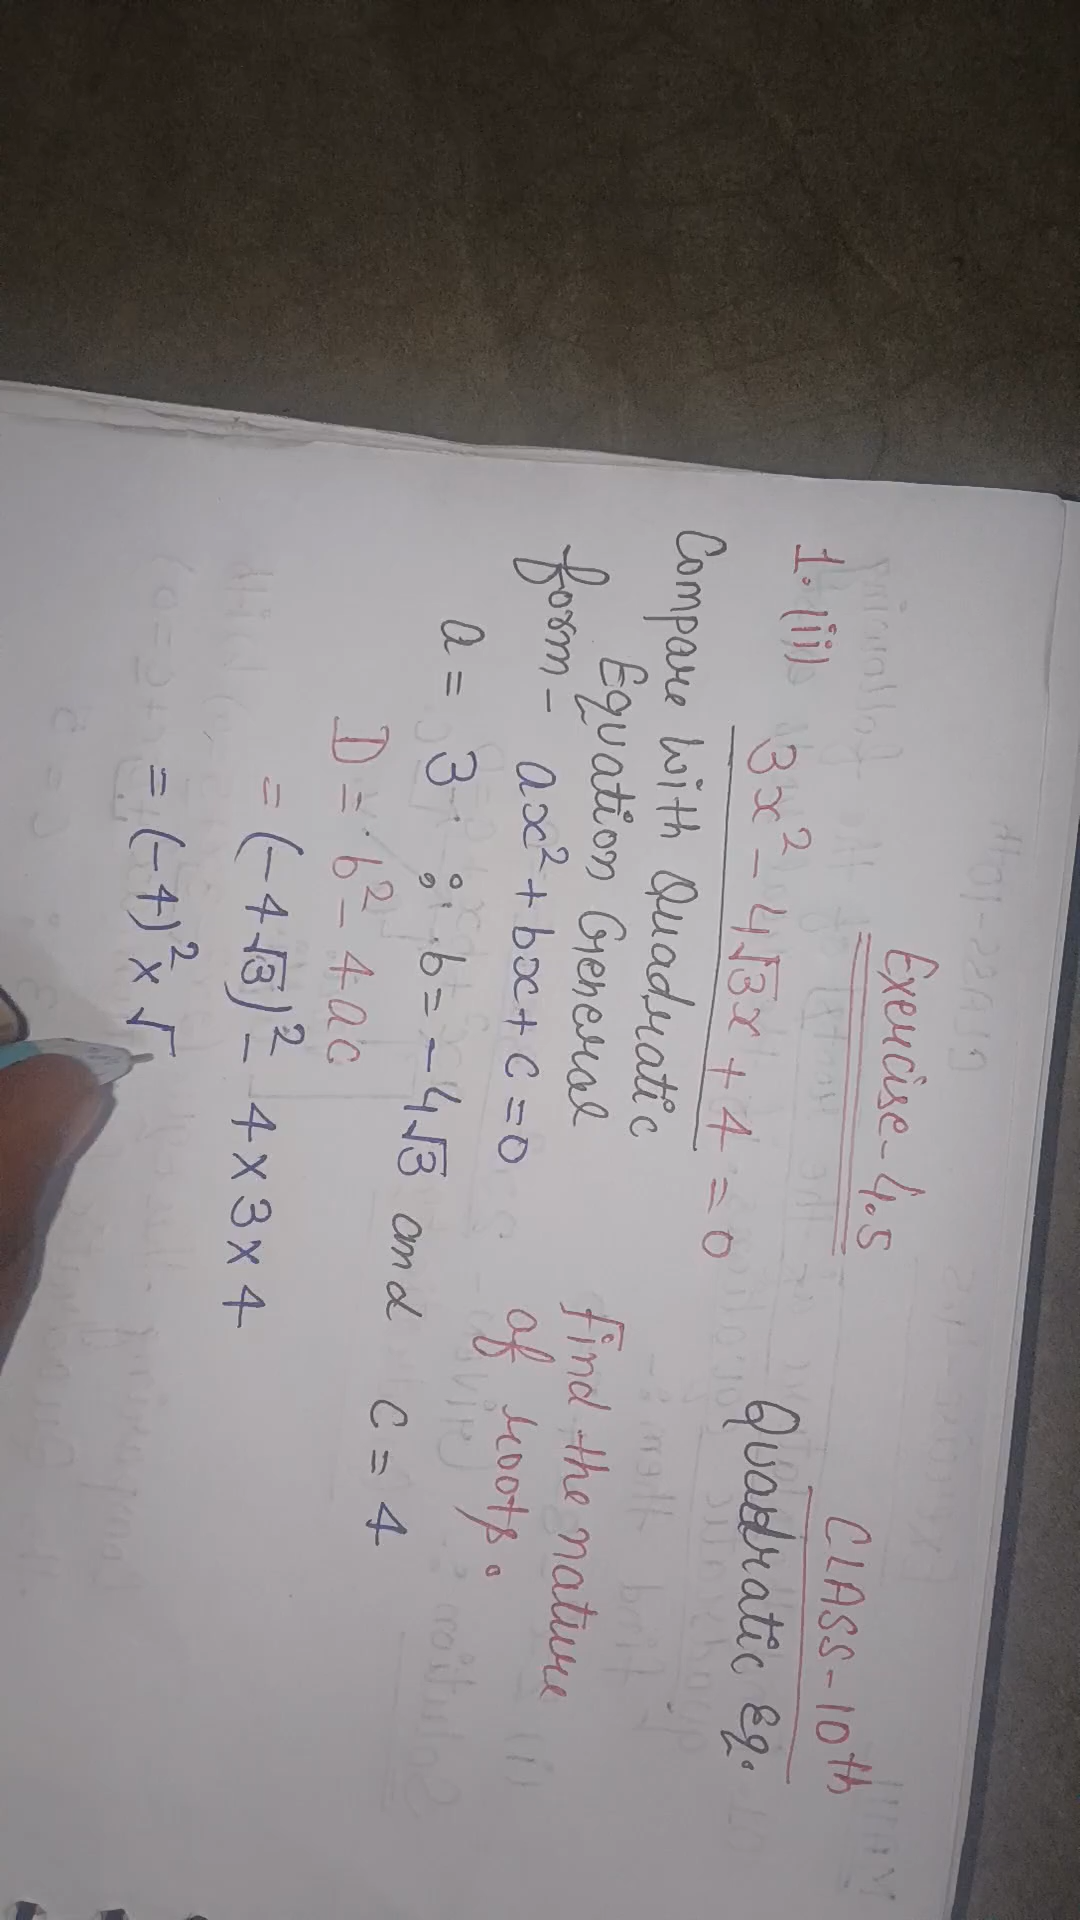 CLASS-10th
Exercise-4.5
Quadratic Eq.
1.(ii) 3x² - 4√3x + 4 = 0
Compare with Quadratic
Equation General
find the nature
of roots.
form - ax² + bx + c = 0
a = 3 ; b = -4√3 and c = 4
D = b² - 4ac
= (-4√3)² - 4 x 3 x 4
= (-4)² x √